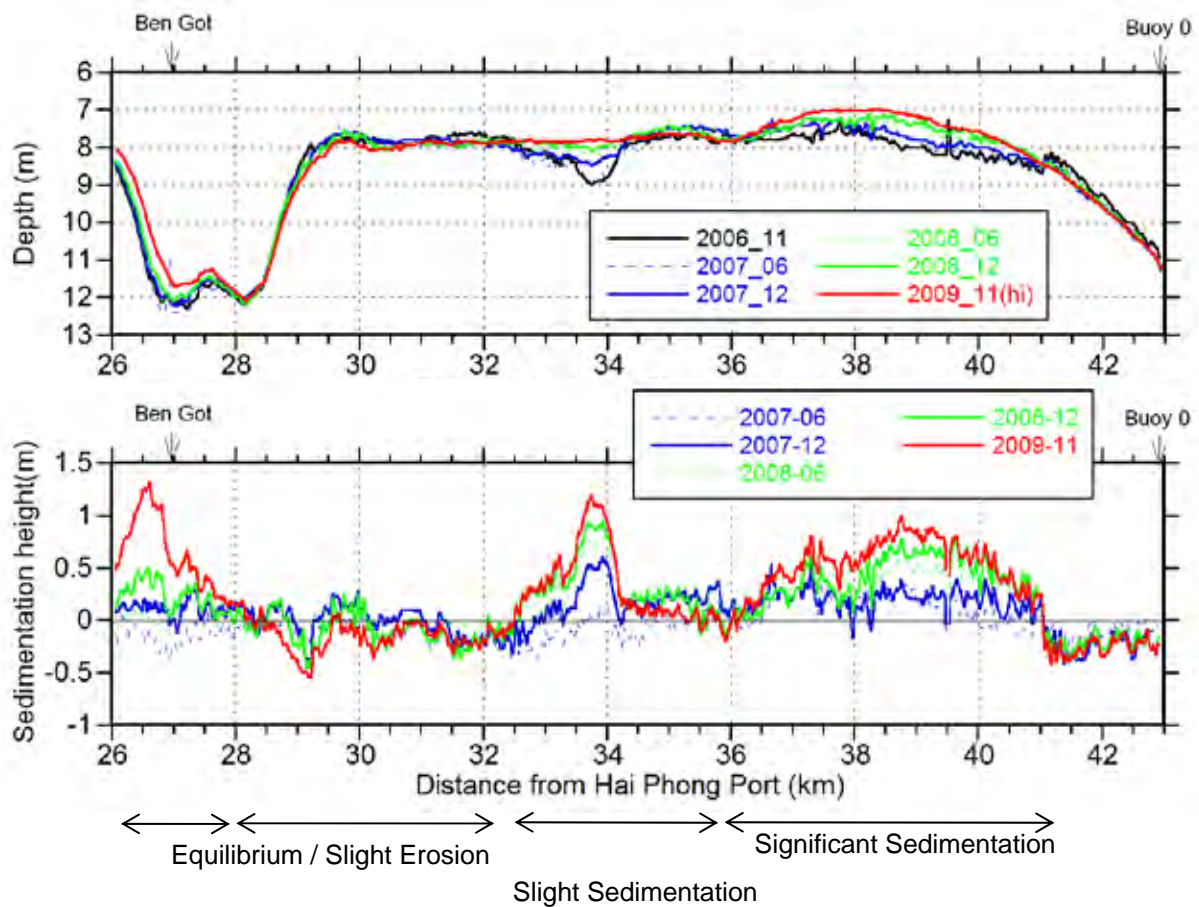 Ben Got
Buoy 0
6
7
8
9
10
11
12
13
Depth (m)
2006_11
2007_06
2007_12
2008_06
2008_12
2009_11(hi)
26 28 30 32 34 36 38 40 42
Ben Got
Buoy 0
2007-06
2007-12
2008-06
2008-12
2009-11
1.5
1
0.5
0
-0.5
-1
Sedimentation height(m)
26 28 30 32 34 36 38 40 42
Distance from Hai Phong Port (km)
Equilibrium / Slight Erosion
Significant Sedimentation
Slight Sedimentation